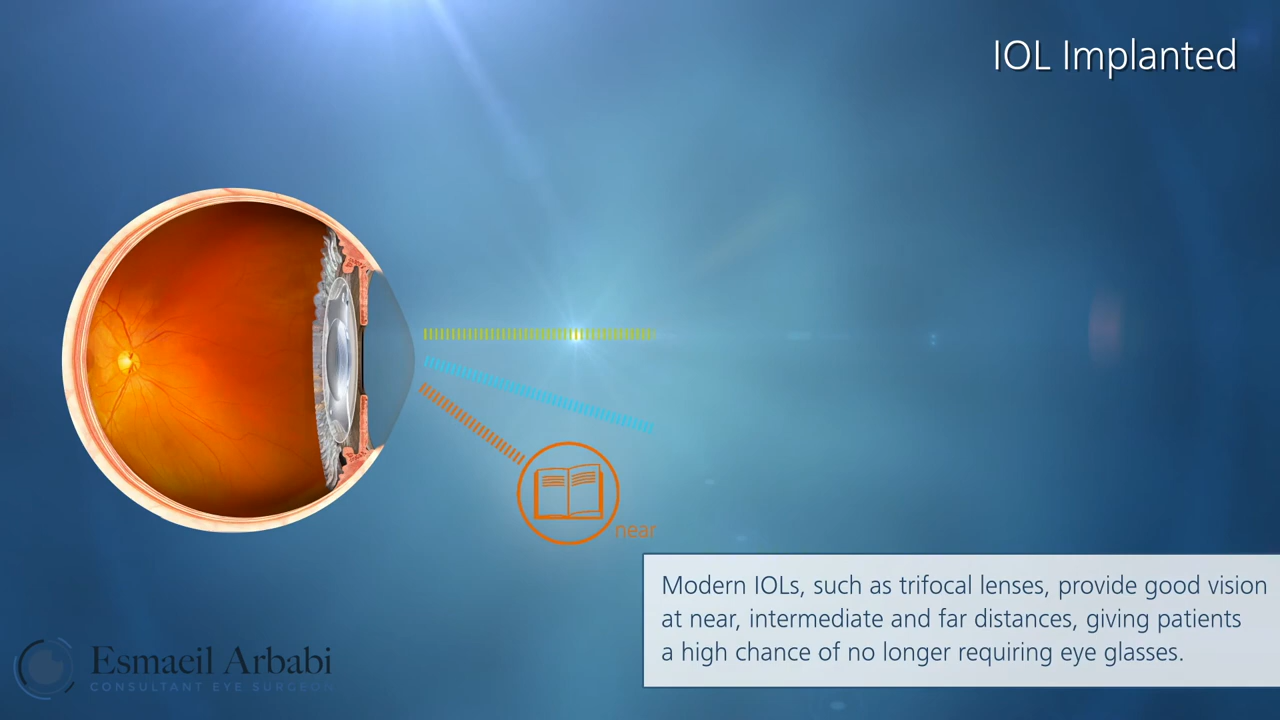 IOL Implanted
near
Modern IOLs, such as trifocal lenses, provide good vision
at near, intermediate and far distances, giving patients
a high chance of no longer requiring eye glasses.
Esmaeil Arbabi
CONSULTANT EYE SURGEON